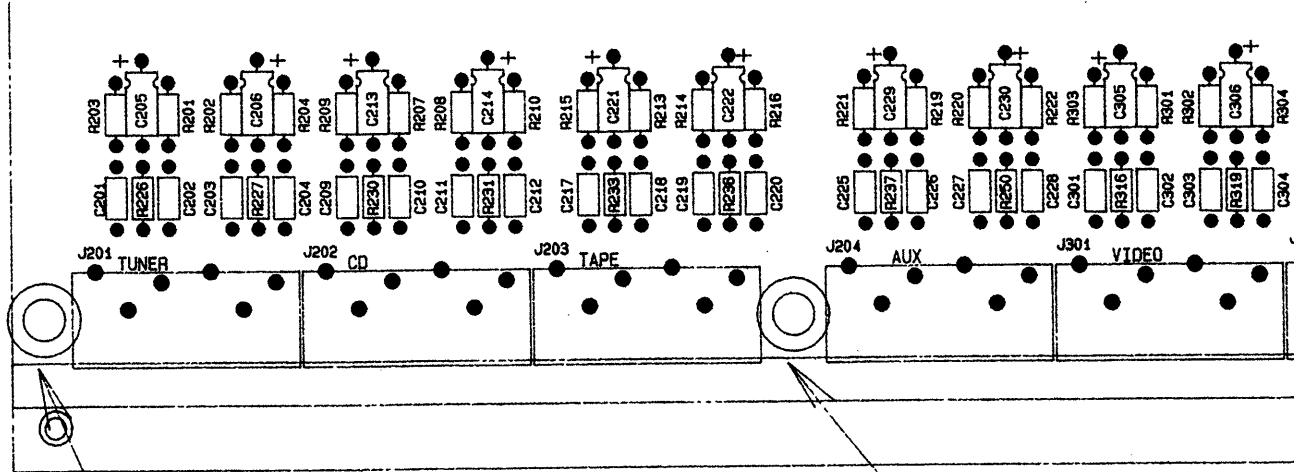 + + + + + + + + + +
R203 C205 R201 R202 C206 R204 R209 C213 R207 R208 C214 R210 R215 C221 R213 R214 C222 R216 R221 C229 R219 R220 C230 R222 R303 C305 R301 R302 C306 R304
C201 R226 C202 C203 R227 C204 C209 R230 C210 C211 R231 C212 C217 R233 C218 C219 R236 C220 C225 R237 C226 C227 R250 C228 C301 R316 C302 C303 R319 C304
J201 TUNER J202 CD J203 TAPE J204 AUX J301 VIDEO